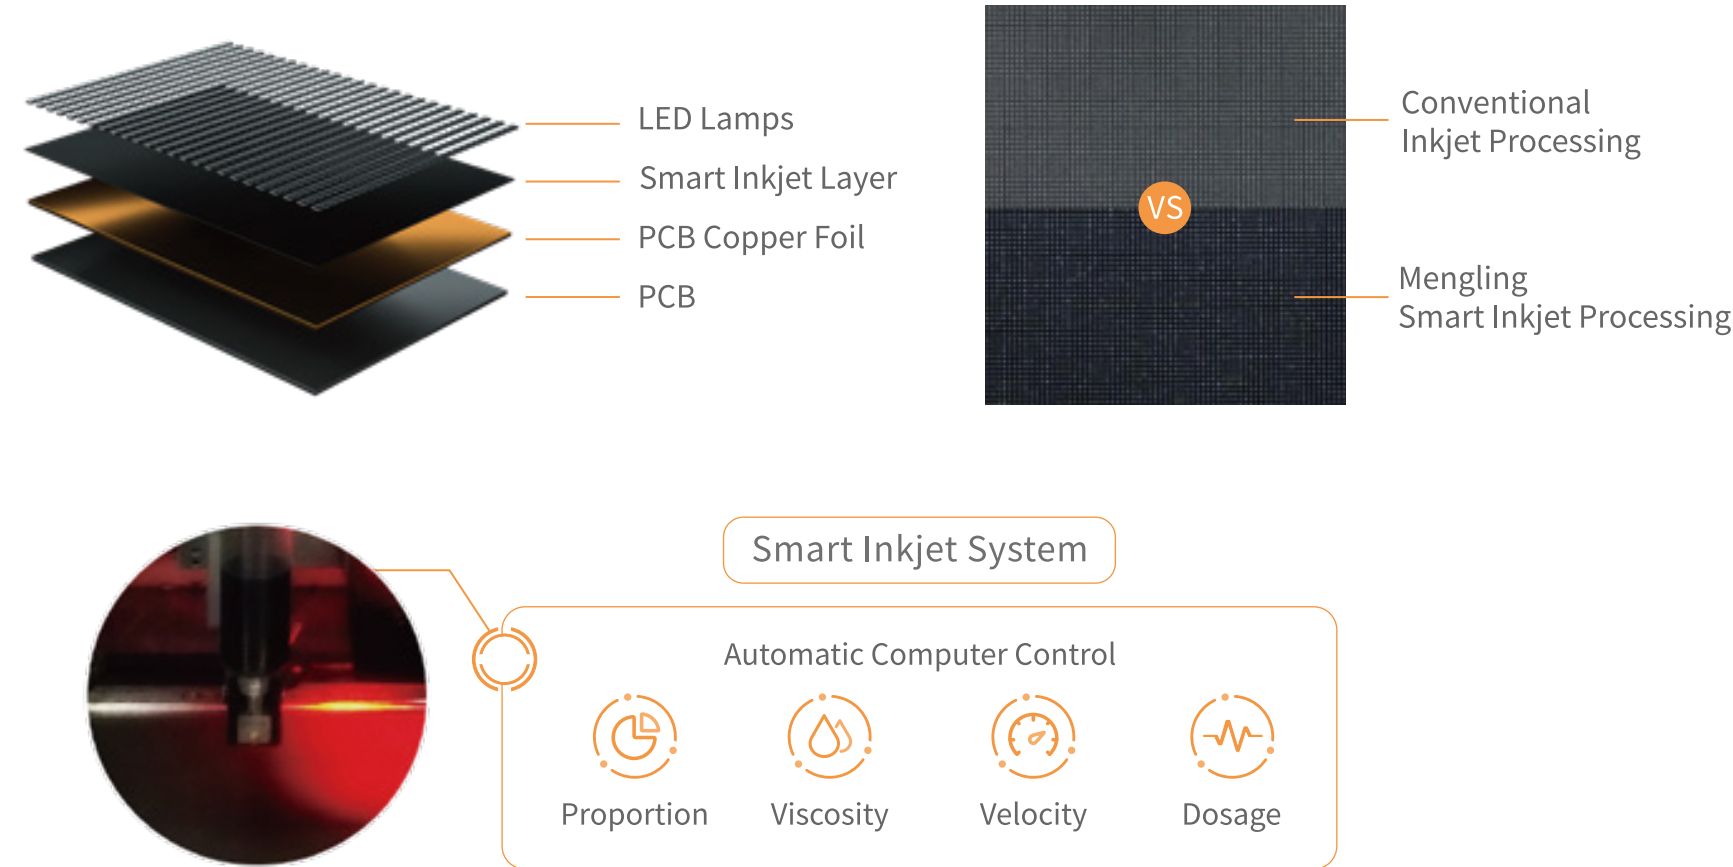 LED Lamps
Smart Inkjet Layer
PCB Copper Foil
PCB
Conventional
Inkjet Processing
VS
Mengling
Smart Inkjet Processing
Smart Inkjet System
Automatic Computer Control
Proportion
Viscosity
Velocity
Dosage